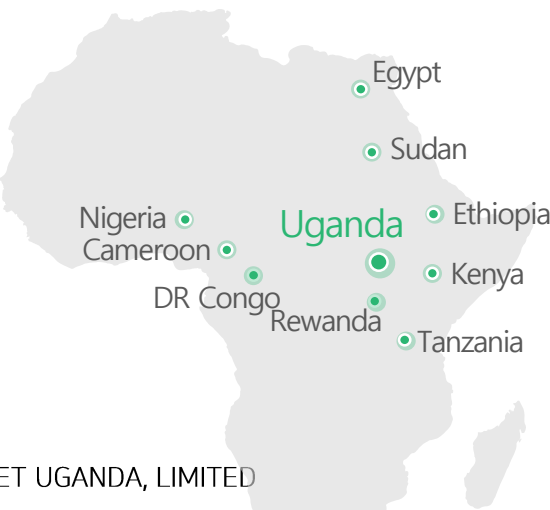 Egypt
Sudan
Ethiopia
Nigeria
Uganda
Cameroon
Kenya
DR Congo
Rewanda
Tanzania
ET UGANDA, LIMITED